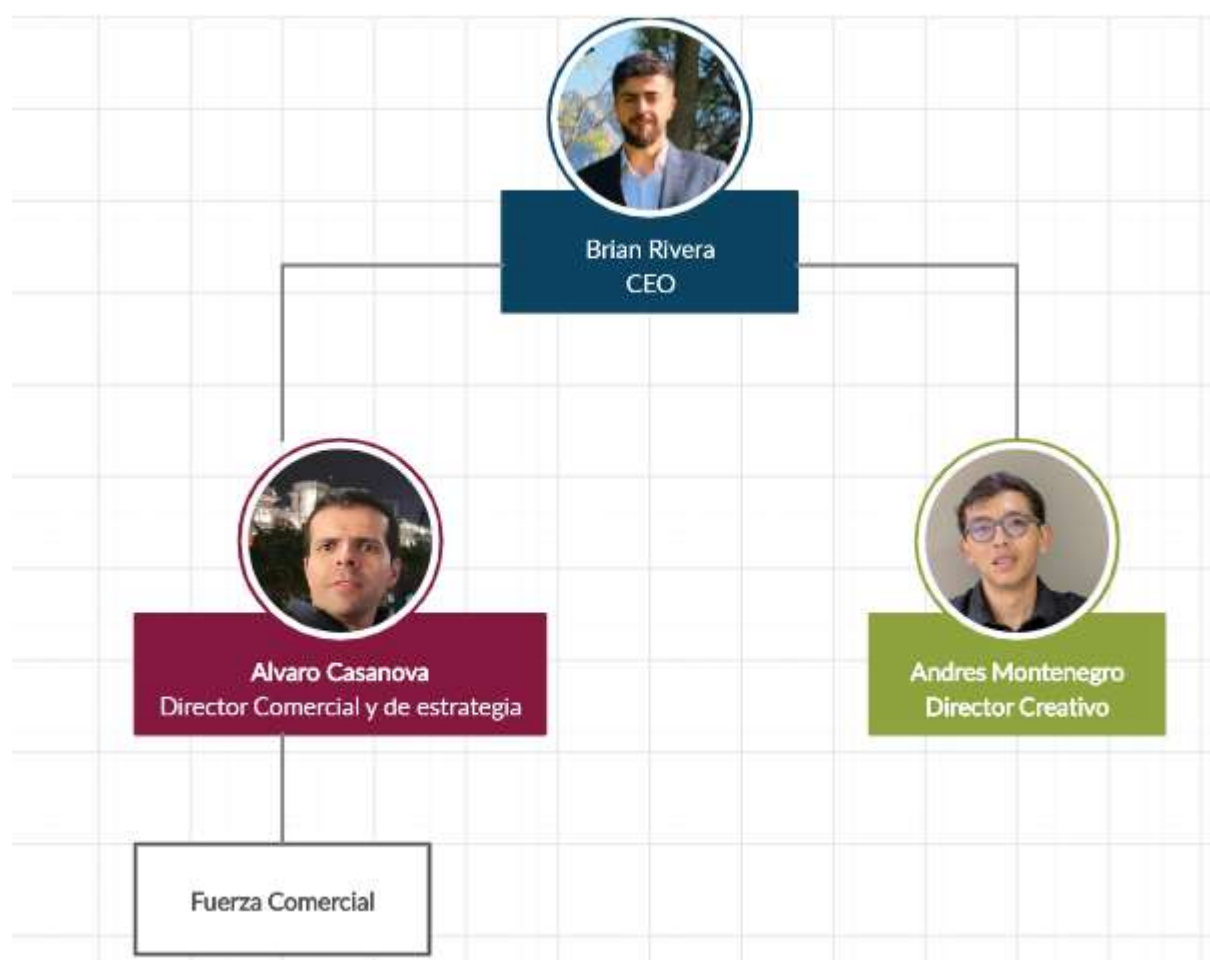 Brian Rivera
CEO
Alvaro Casanova
Director Comercial y de estrategia
Andres Montenegro
Director Creativo
Fuerza Comercial